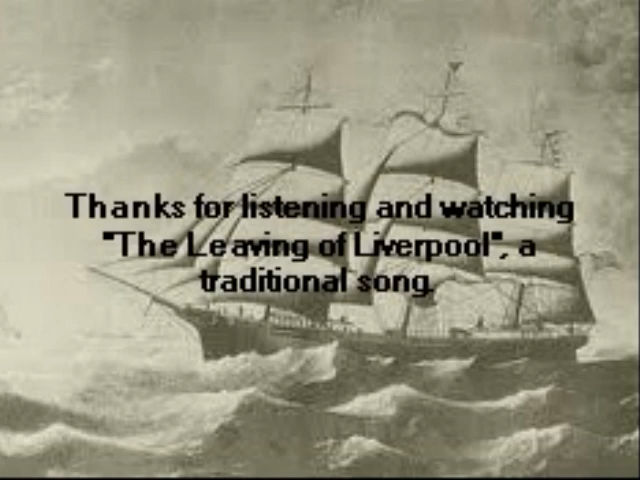 Thanks for listening and watching
"The Leaving of Liverpool", a
traditional song.